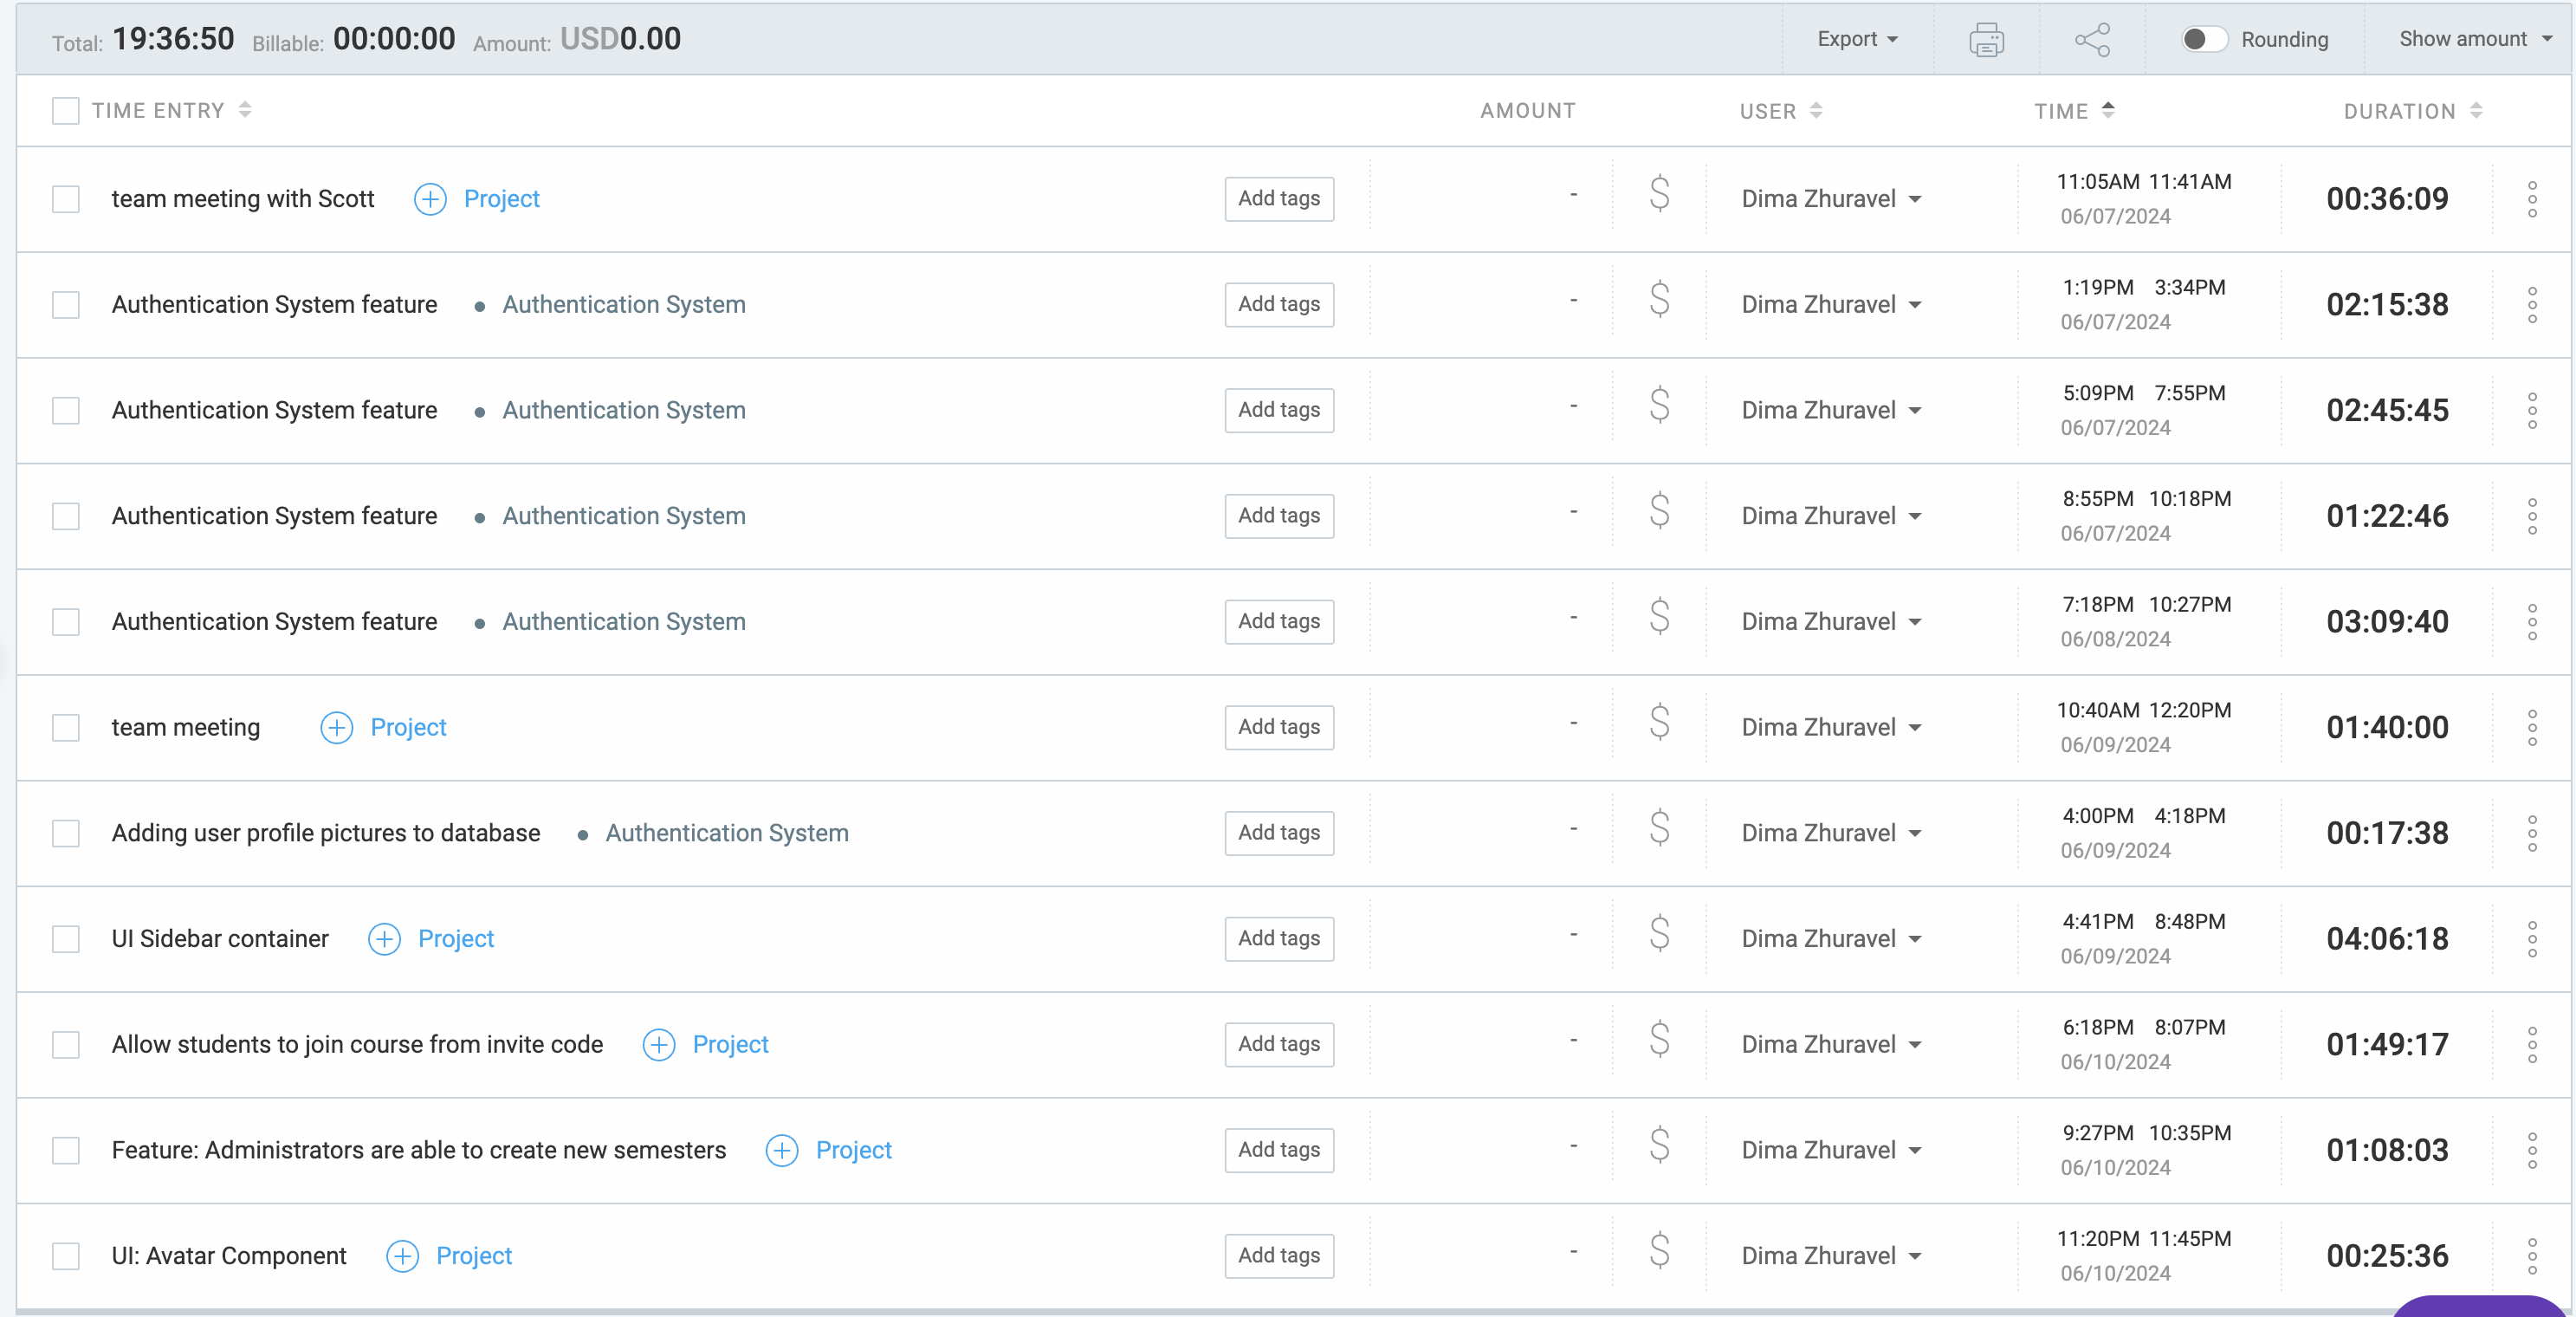 Total: 19:36:50 Billable: 00:00:00 Amount: USD0.00 Export Rounding Show amount
TIME ENTRY AMOUNT USER TIME DURATION
team meeting with Scott Project Add tags - $ Dima Zhuravel 11:05AM 11:41AM 00:36:09
06/07/2024
Authentication System feature • Authentication System Add tags - $ Dima Zhuravel 1:19PM 3:34PM 02:15:38
06/07/2024
Authentication System feature • Authentication System Add tags - $ Dima Zhuravel 5:09PM 7:55PM 02:45:45
06/07/2024
Authentication System feature • Authentication System Add tags - $ Dima Zhuravel 8:55PM 10:18PM 01:22:46
06/07/2024
Authentication System feature • Authentication System Add tags - $ Dima Zhuravel 7:18PM 10:27PM 03:09:40
06/08/2024
team meeting Project Add tags - $ Dima Zhuravel 10:40AM 12:20PM 01:40:00
06/09/2024
Adding user profile pictures to database • Authentication System Add tags - $ Dima Zhuravel 4:00PM 4:18PM 00:17:38
06/09/2024
UI Sidebar container Project Add tags - $ Dima Zhuravel 4:41PM 8:48PM 04:06:18
06/09/2024
Allow students to join course from invite code Project Add tags - $ Dima Zhuravel 6:18PM 8:07PM 01:49:17
06/10/2024
Feature: Administrators are able to create new semesters Project Add tags - $ Dima Zhuravel 9:27PM 10:35PM 01:08:03
06/10/2024
UI: Avatar Component Project Add tags - $ Dima Zhuravel 11:20PM 11:45PM 00:25:36
06/10/2024